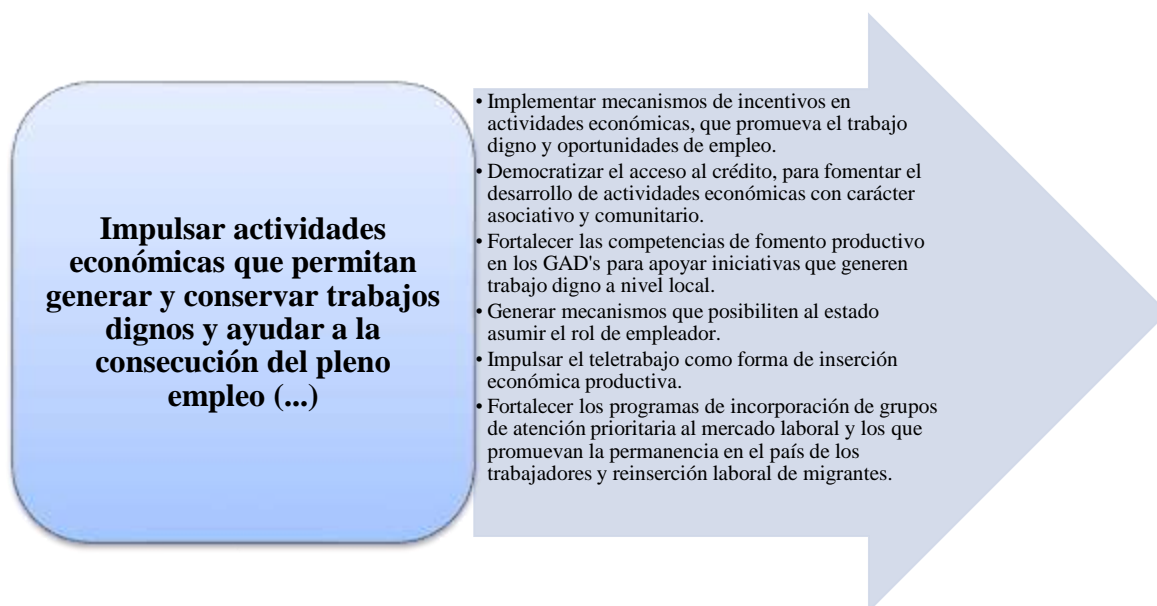 Impulsar actividades
económicas que permitan
generar y conservar trabajos
dignos y ayudar a la
consecución del pleno
empleo (...)
• Implementar mecanismos de incentivos en
actividades económicas, que promueva el trabajo
digno y oportunidades de empleo.
• Democratizar el acceso al crédito, para fomentar el
desarrollo de actividades económicas con carácter
asociativo y comunitario.
• Fortalecer las competencias de fomento productivo
en los GAD's para apoyar iniciativas que generen
trabajo digno a nivel local.
• Generar mecanismos que posibiliten al estado
asumir el rol de empleador.
• Impulsar el teletrabajo como forma de inserción
económica productiva.
• Fortalecer los programas de incorporación de grupos
de atención prioritaria al mercado laboral y los que
promuevan la permanencia en el país de los
trabajadores y reinserción laboral de migrantes.